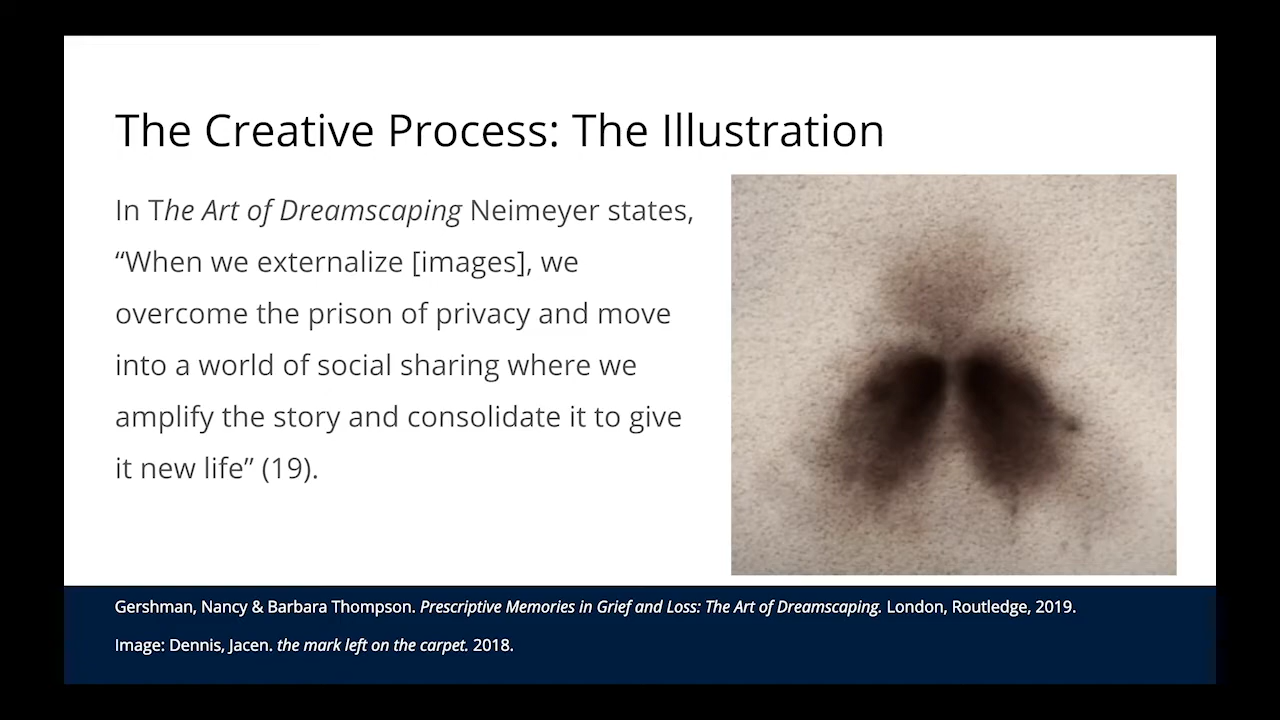 The Creative Process: The Illustration
In The Art of Dreamscaping Neimeyer states,
“When we externalize [images], we
overcome the prison of privacy and move
into a world of social sharing where we
amplify the story and consolidate it to give
it new life” (19).
Gershman, Nancy & Barbara Thompson. Prescriptive Memories in Grief and Loss: The Art of Dreamscaping. London, Routledge, 2019.
Image: Dennis, Jacen. the mark left on the carpet. 2018.